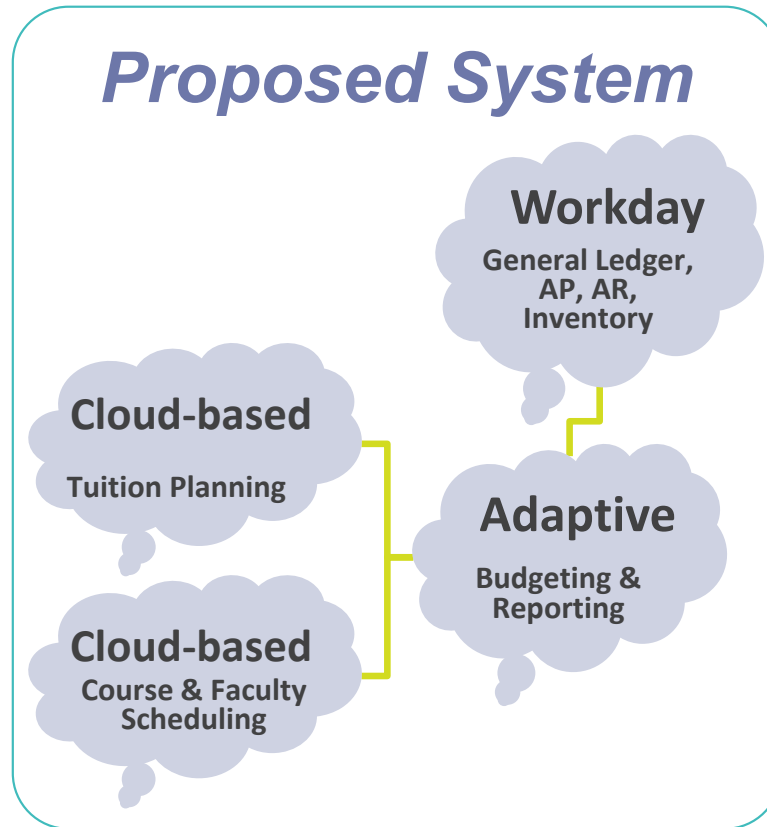 Proposed System
Workday
General Ledger,
AP, AR,
Inventory
Cloud-based
Tuition Planning
Adaptive
Budgeting &
Reporting
Cloud-based
Course & Faculty
Scheduling